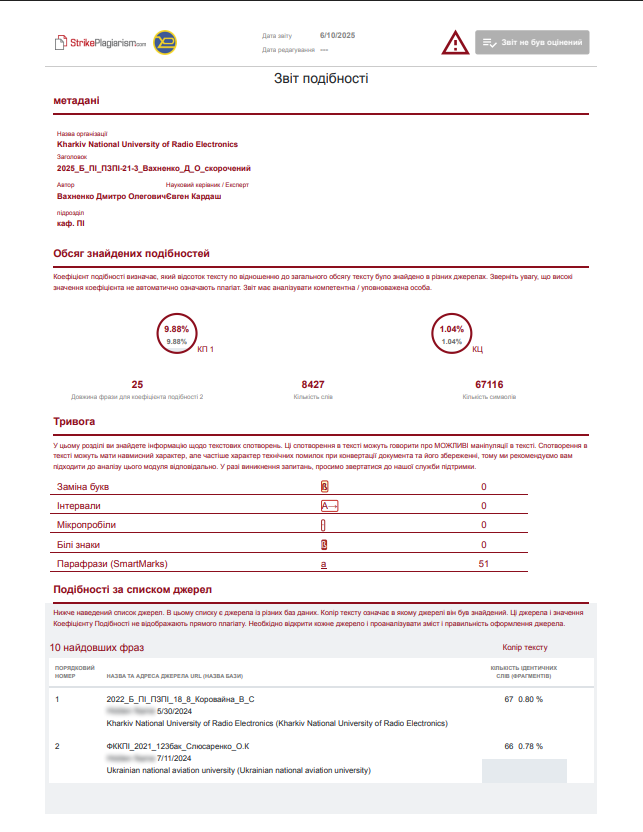 StrikePlagiarism.com
Дата звіту 6/10/2025
Дата редагування ---
Звіт не був оцінений
Звіт подібності
метадані
Назва організації
Kharkiv National University of Radio Electronics
Заголовок
2025_Б_ПІ_ПЗПІ-21-3_Вахненко_Д_О_скорочений
Автор Науковий керівник / Експерт
Вахненко Дмитро ОлеговичЄвген Кардаш
підрозділ
каф. ПІ
Обсяг знайдених подібностей
Коефіцієнт подібності визначає, який відсоток тексту по відношенню до загального обсягу тексту було знайдено в різних джерелах. Зверніть увагу, що високі
значення коефіцієнта не автоматично означають плагіат. Звіт має аналізувати компетентна / уповноважена особа.
9.88%
9.88%
КП 1
1.04%
1.04%
КЦ
25 8427 67116
Довжина фрази для коефіцієнта подібності 2 Кількість слів Кількість символів
Тривога
У цьому розділі ви знайдете інформацію щодо текстових спотворень. Ці спотворення в тексті можуть говорити про МОЖЛИВІ маніпуляції в тексті. Спотворення в
тексті можуть мати навмисний характер, але частіше характер технічних помилок при конвертації документа та його збереженні, тому ми рекомендуємо вам
підходити до аналізу цього модуля відповідально. У разі виникнення запитань, просимо звертатися до нашої служби підтримки.
Заміна букв ß 0
Інтервали A→ 0
Мікропробіли 0
Білі знаки ß 0
Парафрази (SmartMarks) a 51
Подібності за списком джерел
Нижче наведений список джерел. В цьому списку є джерела із різних баз даних. Копір тексту означає в якому джерелі він був знайдений. Ці джерела і значення
Коефіцієнту Подібності не відображають прямого плагіату. Необхідно відкрити кожне джерело і проаналізувати зміст і правильність оформлення джерела.
10 найдовших фраз Копір тексту
ПОРЯДКОВИЙ
НОМЕР
НАЗВА ТА АДРЕСА ДЖЕРЕЛА URL (НАЗВА БАЗИ)
КІЛЬКІСТЬ ІДЕНТИЧНИХ
СЛІВ (ФРАГМЕНТІВ)
1 2022_Б_ПІ_ПЗПІ_18_8_Коровайна_В_С 67 0.80 %
5/30/2024
Kharkiv National University of Radio Electronics (Kharkiv National University of Radio Electronics)
2 ФККПІ_2021_123бак_Слюсаренко_О.К 66 0.78 %
7/11/2024
Ukrainian national aviation university (Ukrainian national aviation university)